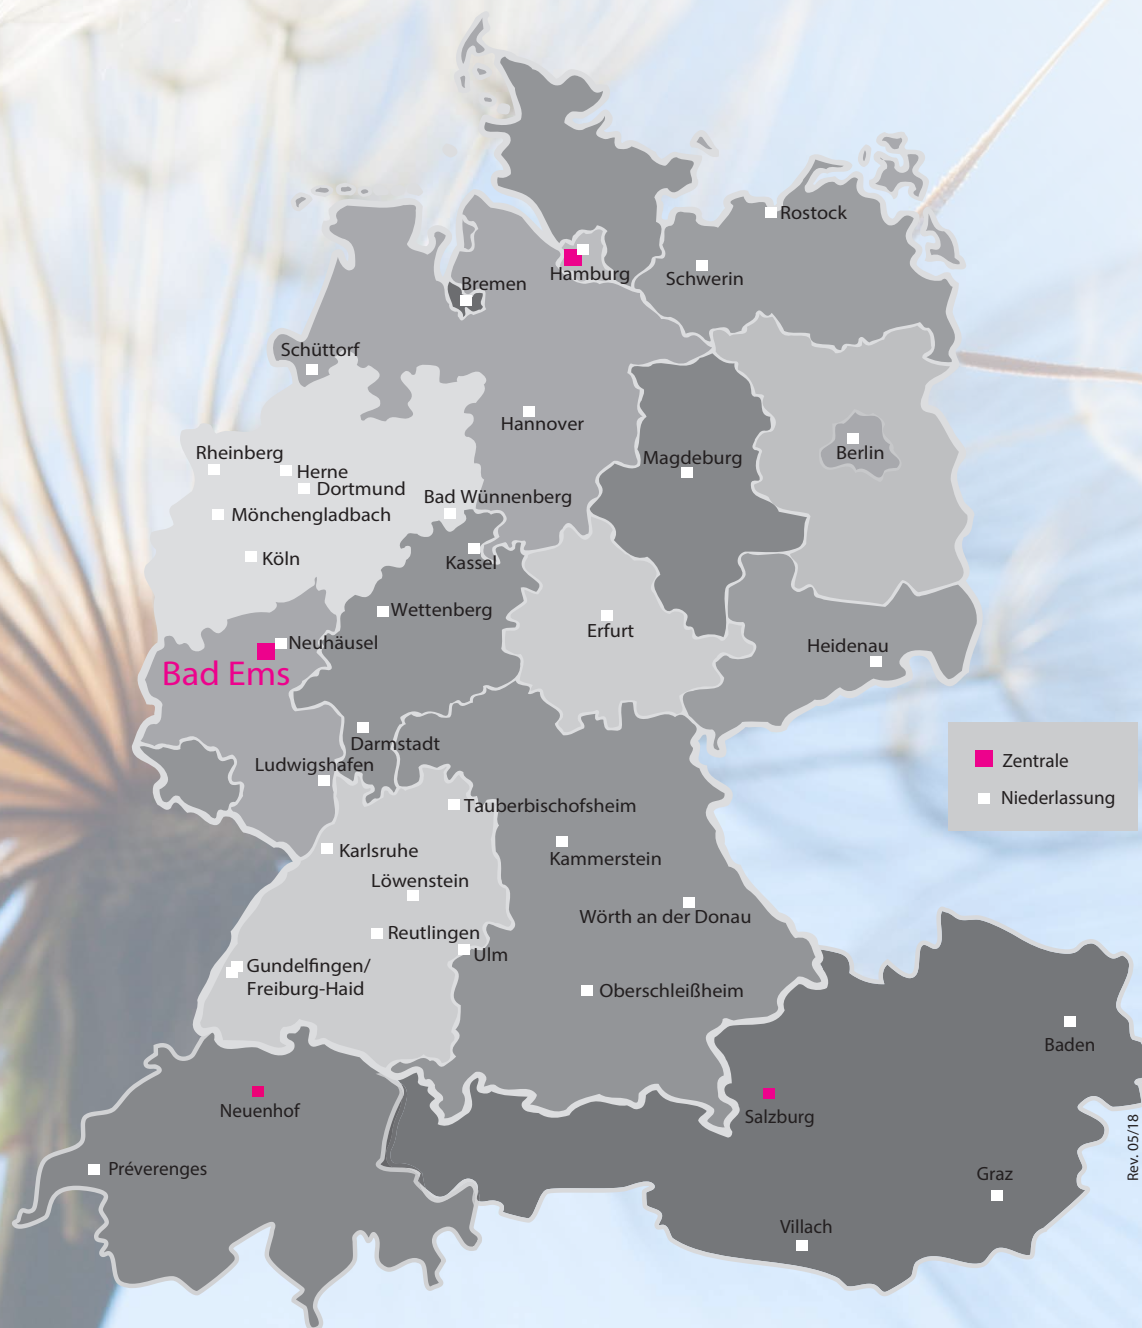 Rostock
Hamburg
Schwerin
Bremen
Schüttorf
Hannover
Berlin
Rheinberg
Magdeburg
Herne
Dortmund
Bad Wünnenberg
Mönchengladbach
Köln
Kassel
Wettenberg
Erfurt
Neuhäusel
Heidenau
Bad Ems
Darmstadt
Ludwigshafen
Zentrale
Niederlassung
Tauberbischofsheim
Karlsruhe
Kammerstein
Löwenstein
Wörth an der Donau
Reutlingen
Ulm
Gundelfingen/
Freiburg-Haid
Oberschleißheim
Baden
Neuenhof
Salzburg
Rev. 05/18
Préverenges
Graz
Villach